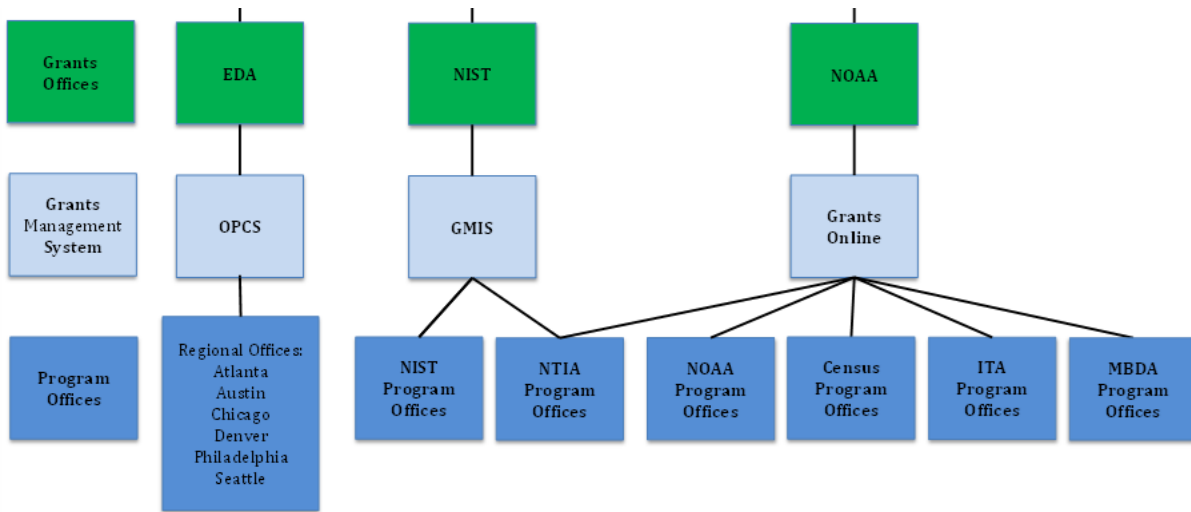 Grants
Offices
EDA
NIST
NOAA
Grants
Management
System
OPCS
GMIS
Grants
Online
Program
Offices
Regional Offices:
Atlanta
Austin
Chicago
Denver
Philadelphia
Seattle
NIST
Program
Offices
NTIA
Program
Offices
NOAA
Program
Offices
Census
Program
Offices
ITA
Program
Offices
MBDA
Program
Offices